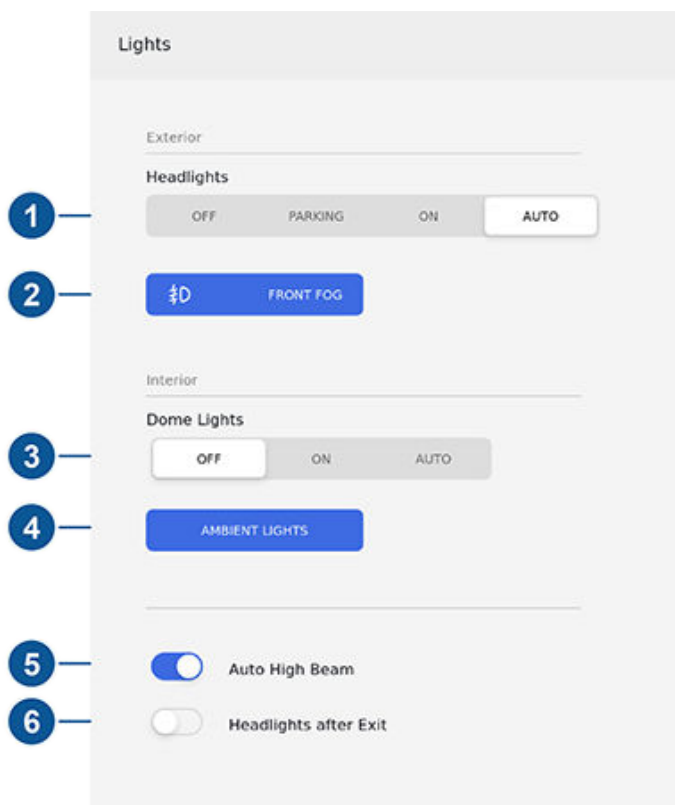 Lights
Exterior
Headlights
1 OFF PARKING ON AUTO
2 FRONT FOG
Interior
Dome Lights
3 OFF ON AUTO
4 AMBIENT LIGHTS
5 Auto High Beam
6 Headlights after Exit